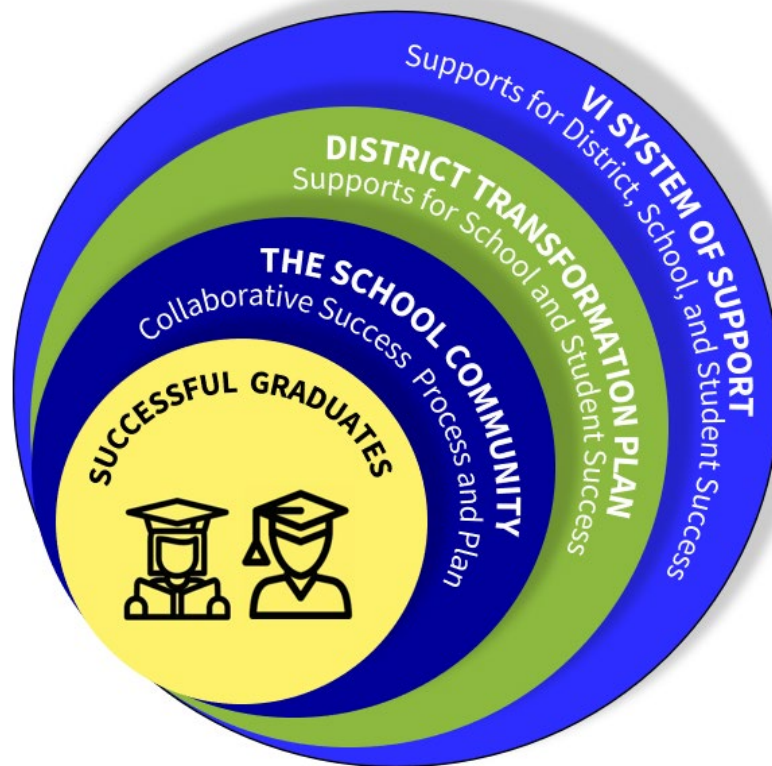 VI SYSTEM OF SUPPORT
Supports for District, School, and Student Success
DISTRICT TRANSFORMATION PLAN
Supports for School and Student Success
THE SCHOOL COMMUNITY
Collaborative Success Process and Plan
SUCCESSFUL GRADUATES